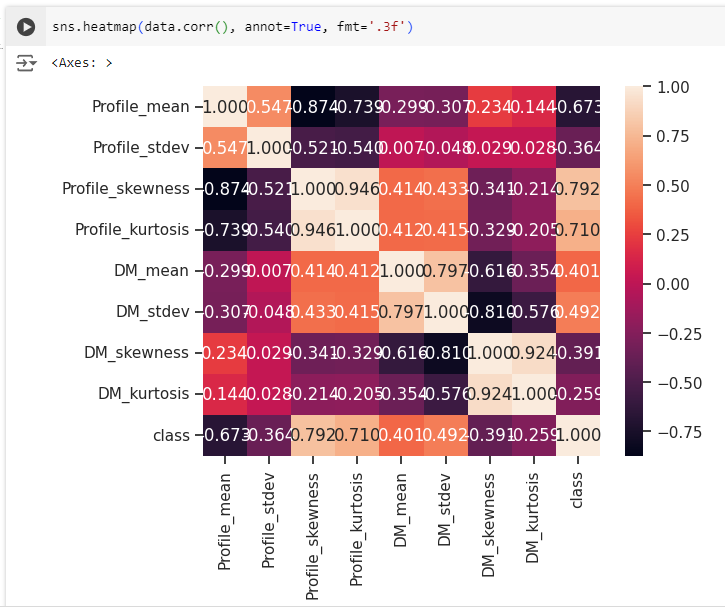 sns.heatmap(data.corr(), annot=True, fmt='.3f')
<Axes: >
Profile_mean 1.000 0.547 -0.874 -0.739 -0.299 -0.307 0.234 0.144 -0.673
Profile_stdev 0.547 1.000 -0.521 -0.540 0.007 -0.048 0.029 0.028 -0.364
Profile_skewness -0.874 -0.521 1.000 0.946 0.414 0.433 -0.341 -0.214 0.792
Profile_kurtosis -0.739 -0.540 0.946 1.000 0.412 0.415 -0.329 -0.205 0.710
DM_mean -0.299 0.007 0.414 0.412 1.000 0.797 -0.616 -0.354 0.401
DM_stdev -0.307 -0.048 0.433 0.415 0.797 1.000 -0.810 -0.576 0.492
DM_skewness 0.234 0.029 -0.341 -0.329 -0.616 -0.810 1.000 0.924 -0.391
DM_kurtosis 0.144 0.028 -0.214 -0.205 -0.354 -0.576 0.924 1.000 -0.259
class -0.673 -0.364 0.792 0.710 0.401 0.492 -0.391 -0.259 1.000
Profile_mean
Profile_stdev
Profile_skewness
Profile_kurtosis
DM_mean
DM_stdev
DM_skewness
DM_kurtosis
class
1.00
0.75
0.50
0.25
0.00
−0.25
−0.50
−0.75